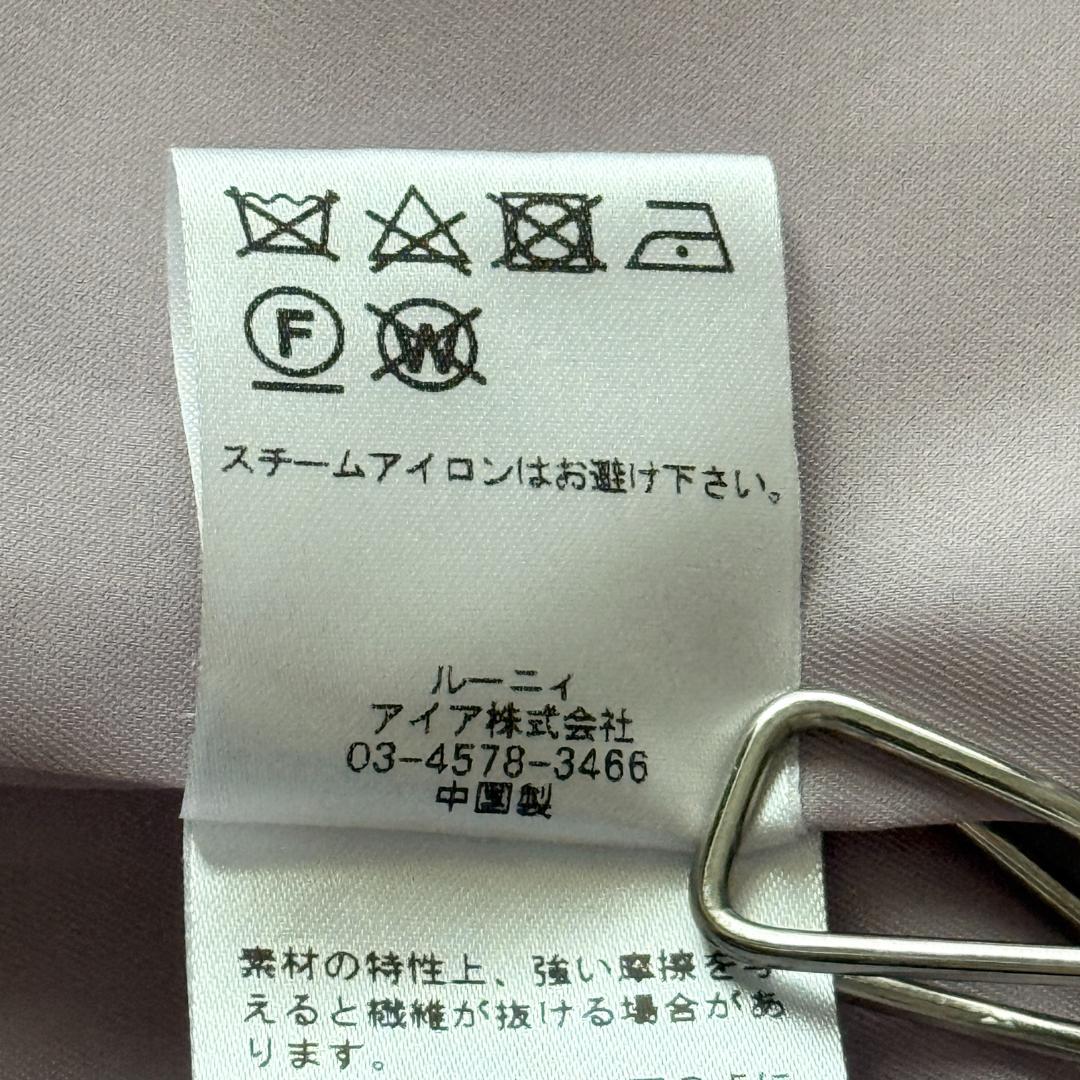 F W
スチームアイロンはお避け下さい。
ルーニィ
アイア株式会社
03-4578-3466
中国製
素材の特性上、強い摩擦を与
えると繊維が抜ける場合があ
ります。